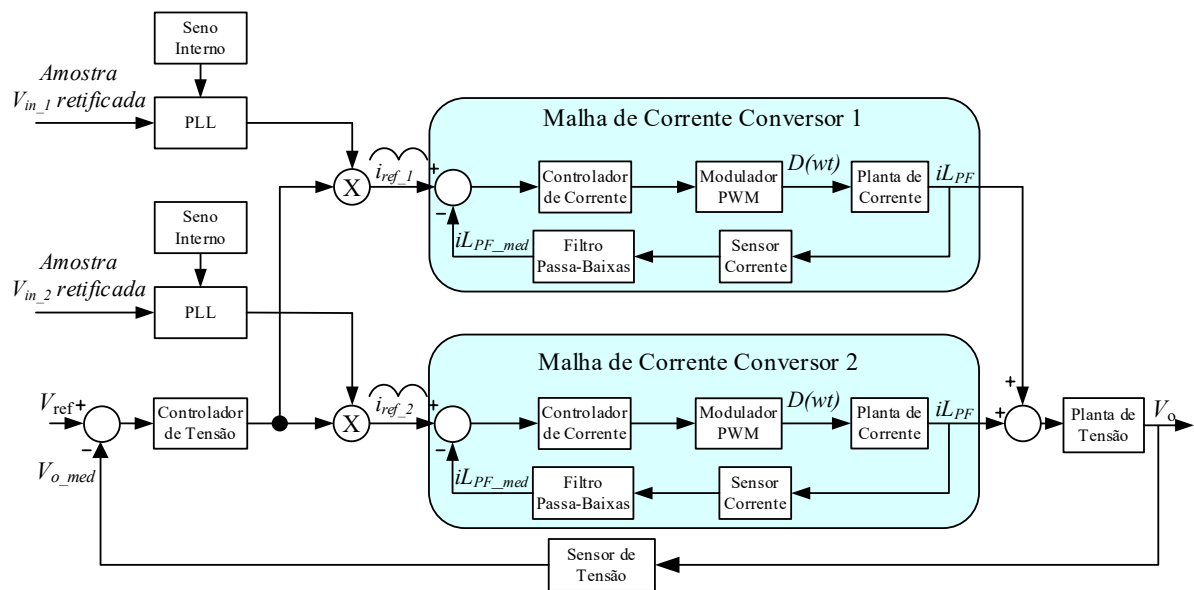 Seno
Interno
Amostra
V_in_1 retificada
PLL
Malha de Corrente Conversor 1
X
i_ref_1
+
−
Controlador
de Corrente
Modulador
PWM
D(wt)
Planta de
Corrente
iL_PF
iL_PF_med
Filtro
Passa-Baixas
Sensor
Corrente
Seno
Interno
Amostra
V_in_2 retificada
PLL
Malha de Corrente Conversor 2
V_ref
+
−
V_o_med
Controlador
de Tensão
X
i_ref_2
+
−
Controlador
de Corrente
Modulador
PWM
D(wt)
Planta de
Corrente
iL_PF
iL_PF_med
Filtro
Passa-Baixas
Sensor
Corrente
+
+
Planta de
Tensão
V_o
Sensor de
Tensão